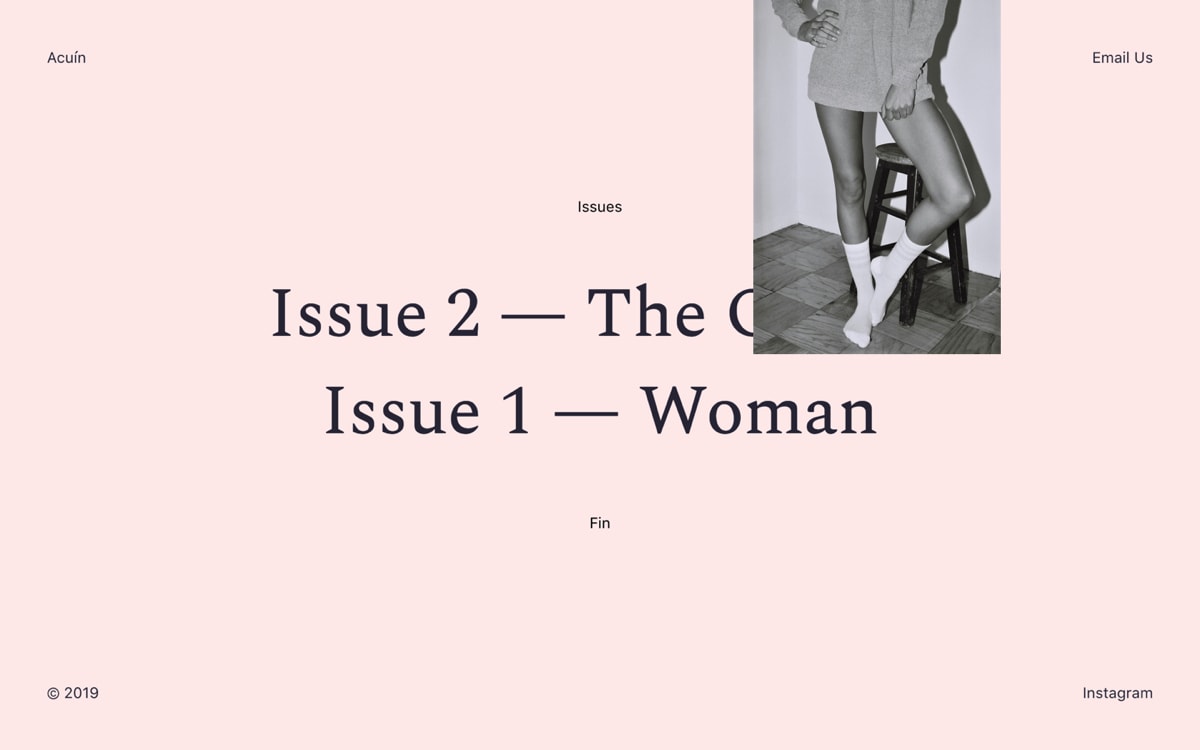 Acuín
Email Us
Issues
Issue 2 — The
Issue 1 — Woman
Fin
© 2019
Instagram